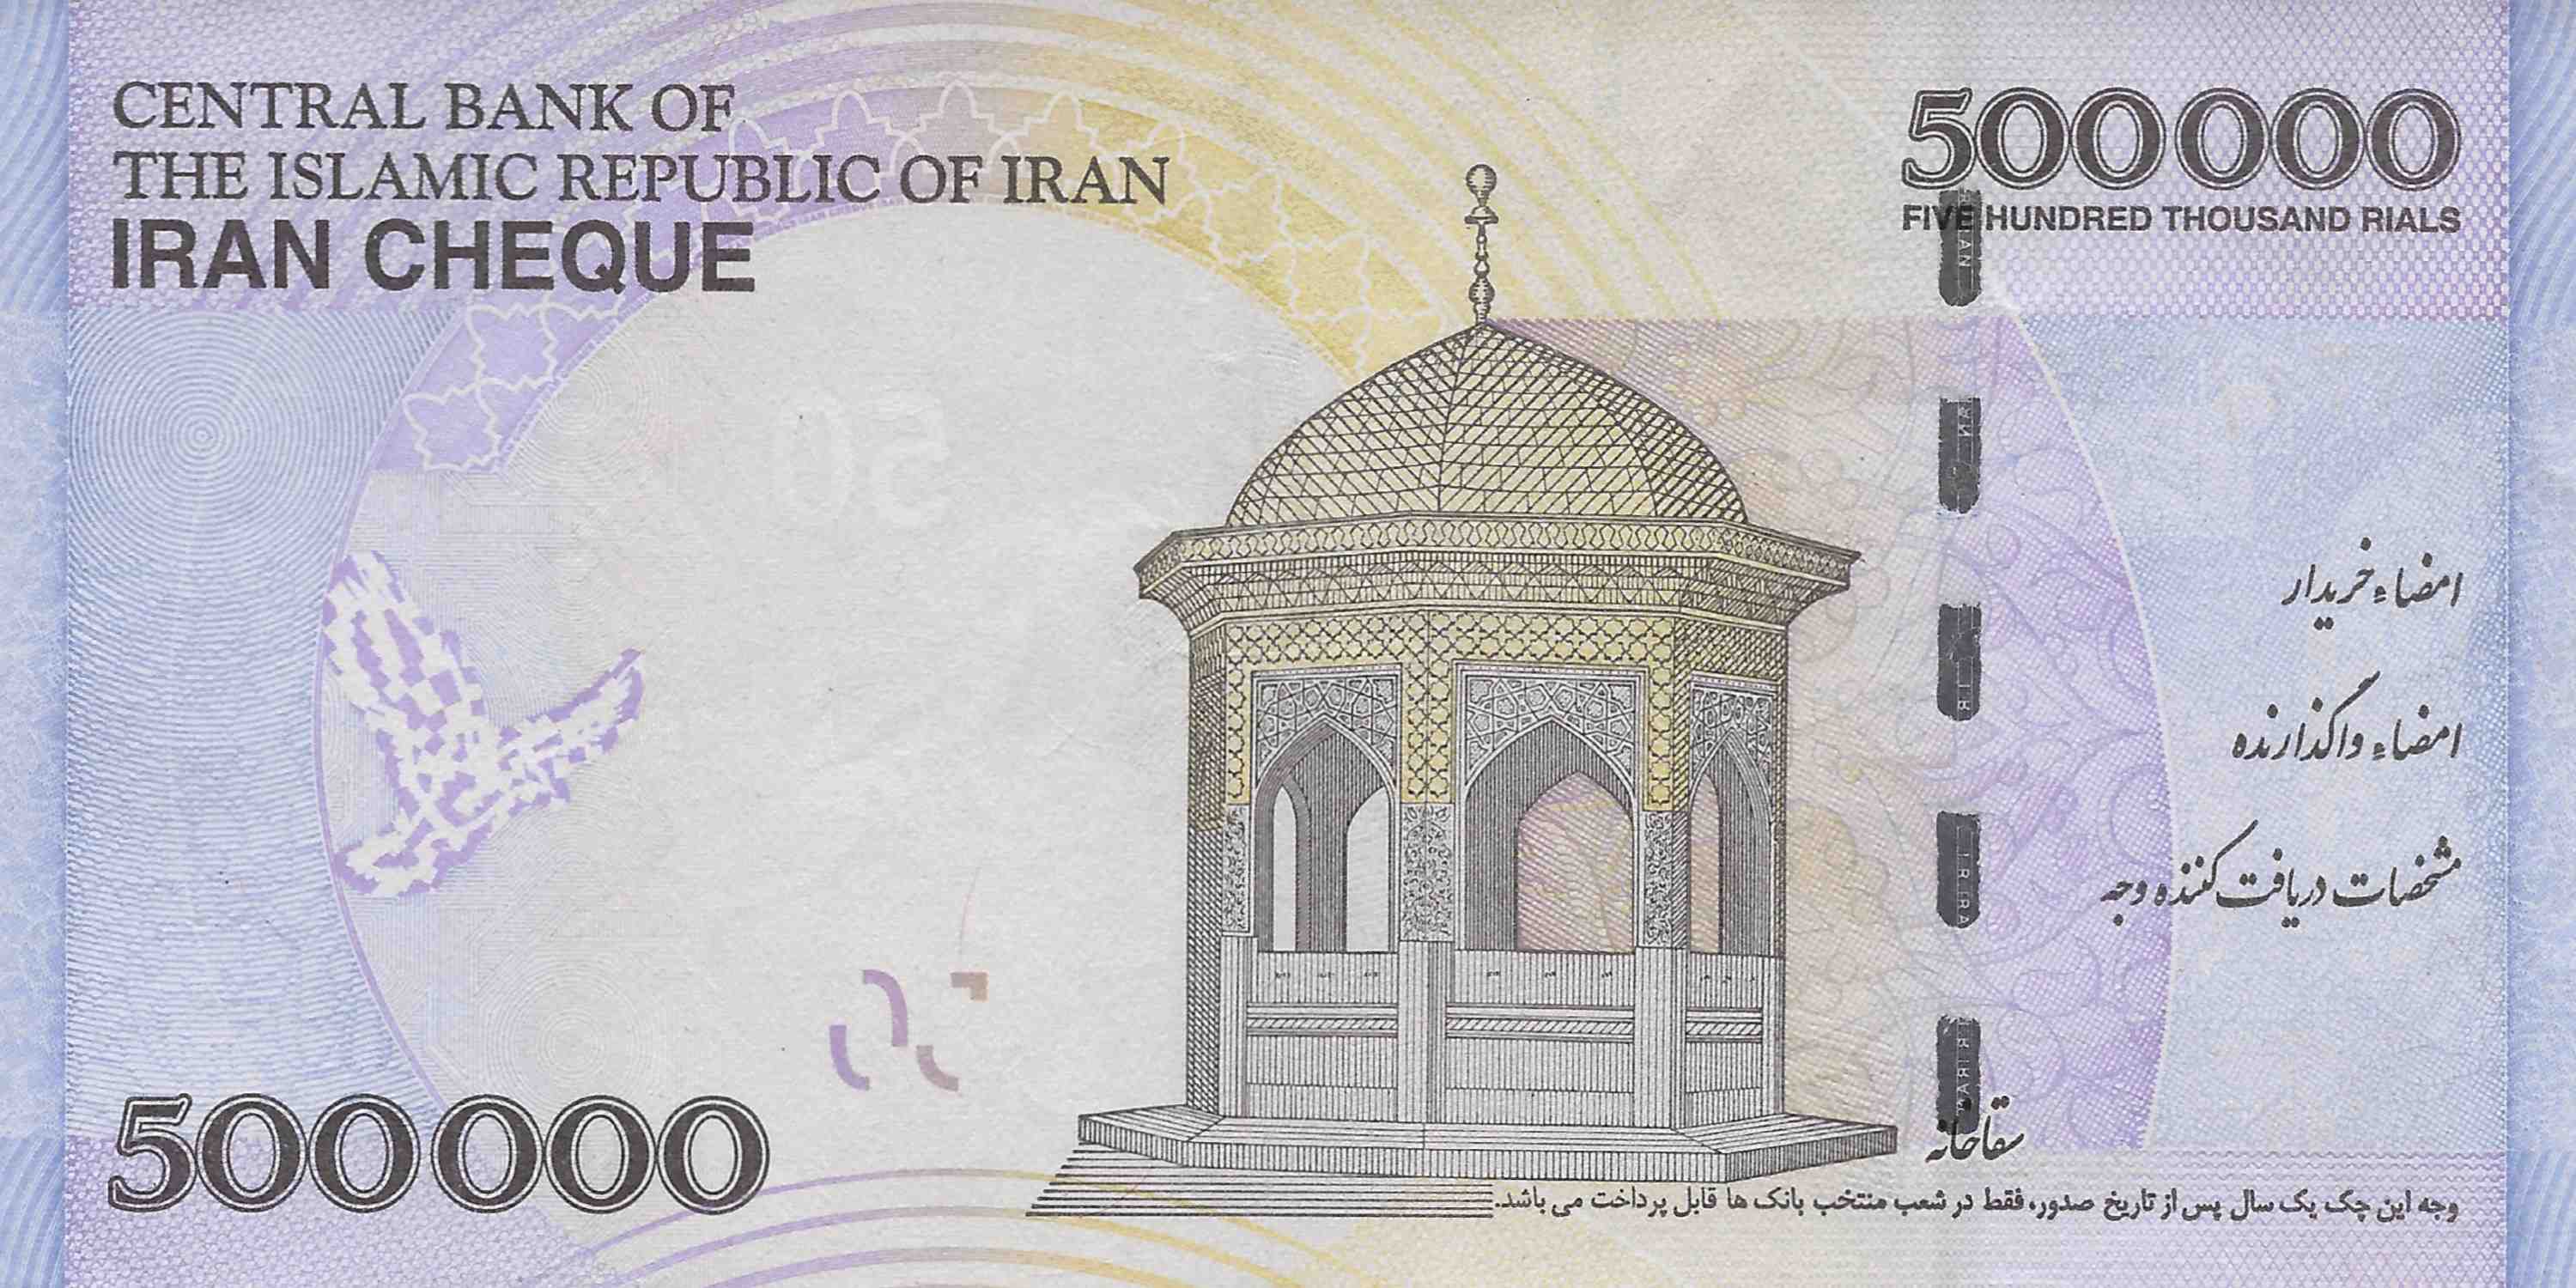 CENTRAL BANK OF
THE ISLAMIC REPUBLIC OF IRAN
IRAN CHEQUE
500000
FIVE HUNDRED THOUSAND RIALS
50
امضاء خریدار
امضاء واگذارنده
مشخصات دریافت کننده وجه
سقاخانه
500000
وجه این چک یک سال پس از تاریخ صدور، فقط در شعب منتخب بانک ها قابل پرداخت می باشد.